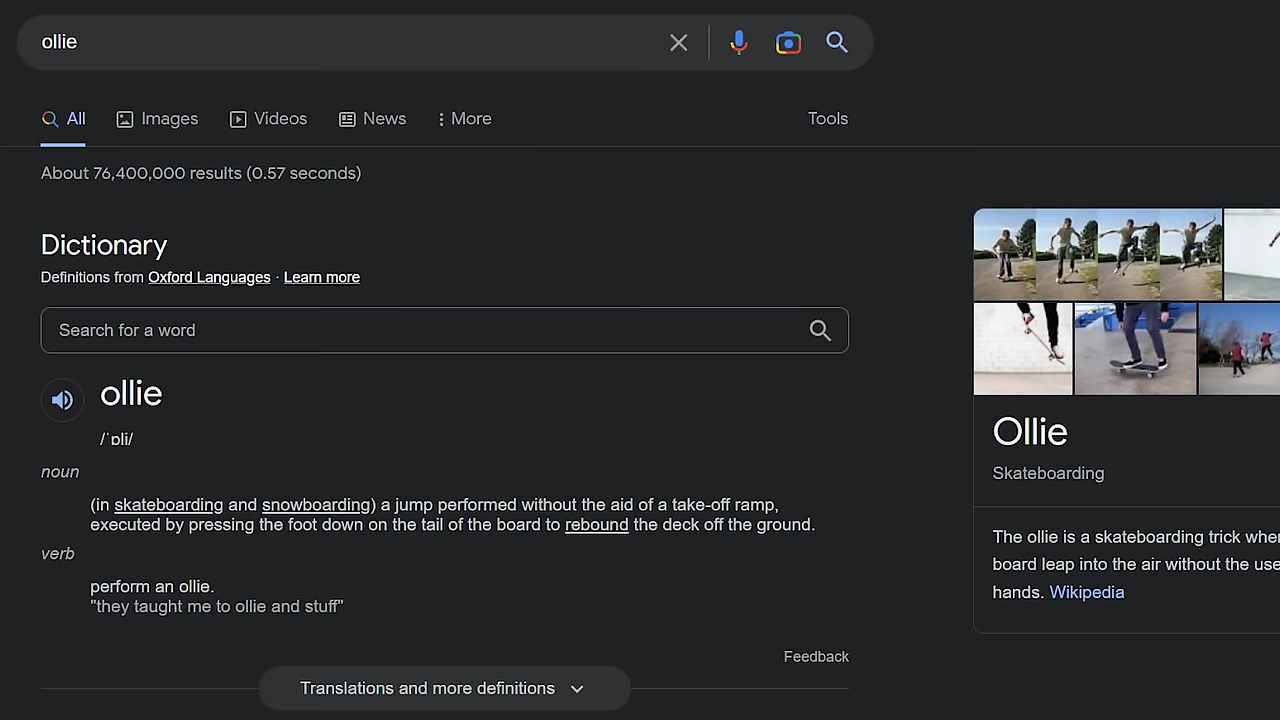 ollie
All
Images
Videos
News
More
Tools
About 76,400,000 results (0.57 seconds)
Dictionary
Definitions from Oxford Languages · Learn more
Search for a word
ollie
/ˈɒli/
noun
(in skateboarding and snowboarding) a jump performed without the aid of a take-off ramp,
executed by pressing the foot down on the tail of the board to rebound the deck off the ground.
verb
perform an ollie.
"they taught me to ollie and stuff"
Feedback
Translations and more definitions
Ollie
Skateboarding
The ollie is a skateboarding trick
board leap into the air without the use
hands. Wikipedia